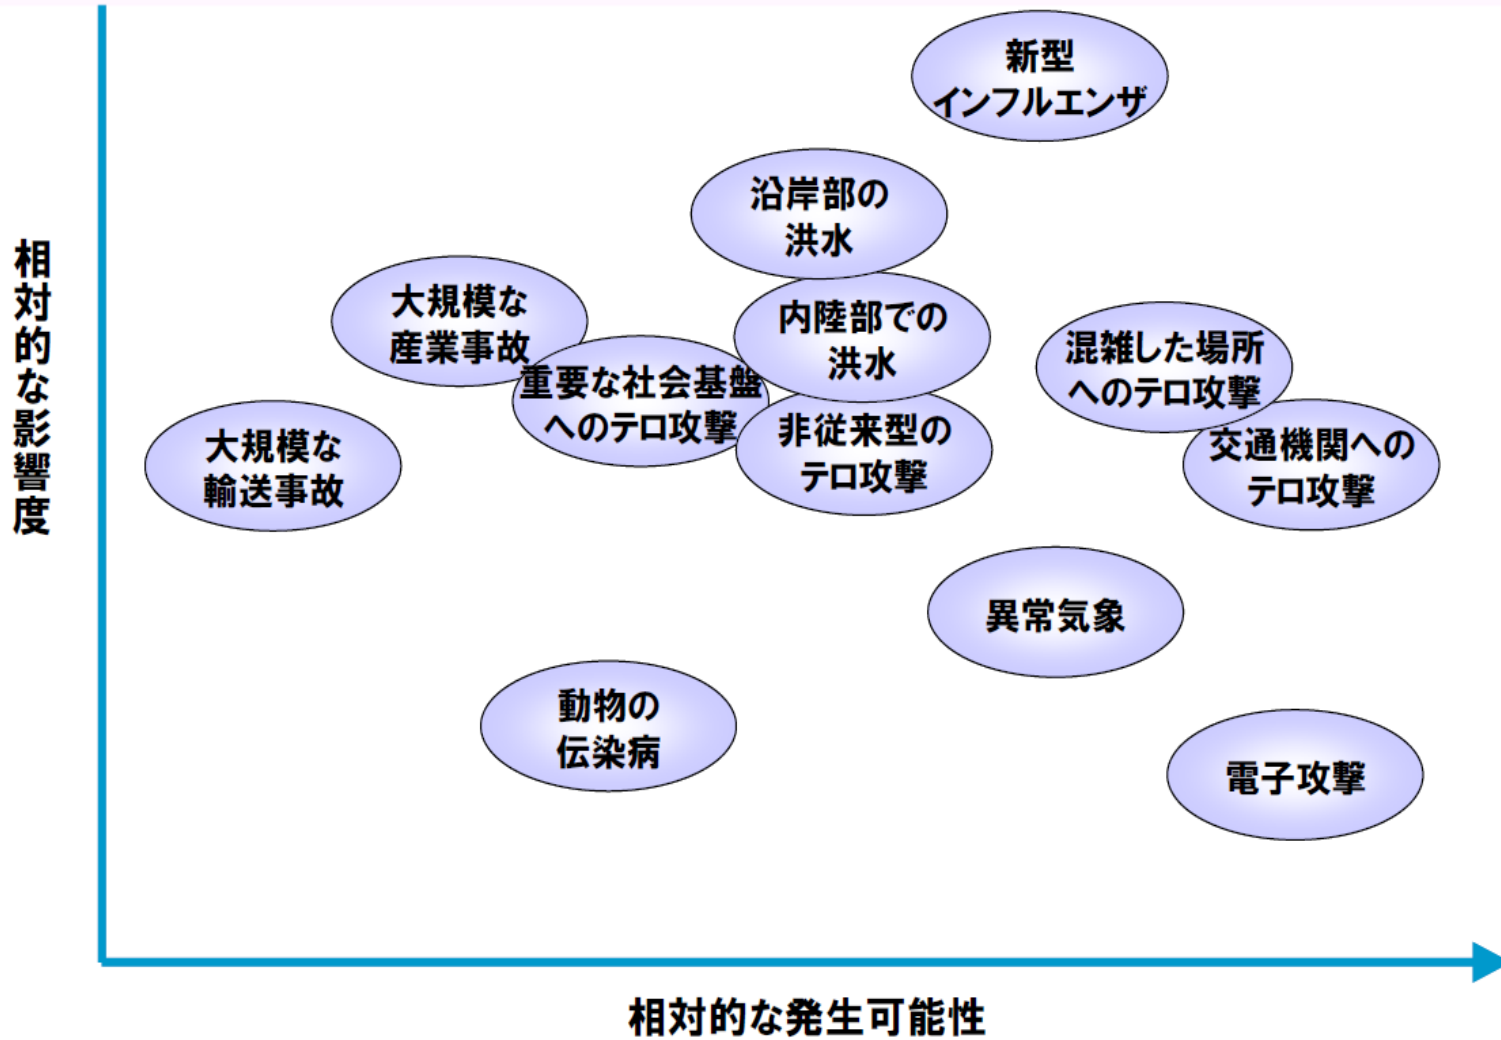 新型
インフルエンザ
沿岸部の
洪水
相対的な影響度
大規模な
産業事故
内陸部での
洪水
混雑した場所
へのテロ攻撃
重要な社会基盤
へのテロ攻撃
非従来型の
テロ攻撃
交通機関への
テロ攻撃
大規模な
輸送事故
異常気象
動物の
伝染病
電子攻撃
相対的な発生可能性